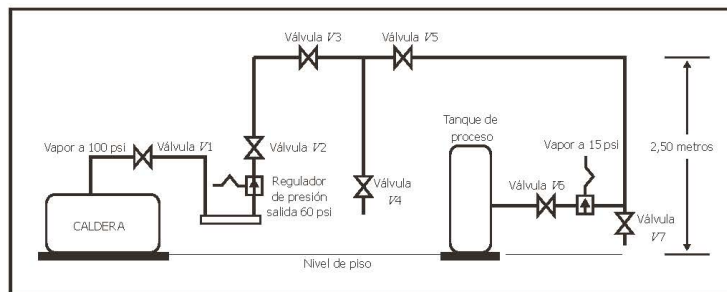 Válvula V3
Válvula V5
Tanque de
proceso
Vapor a 100 psi
Válvula V1
Válvula V2
Vapor a 15 psi
2,50 metros
Regulador
de presión
salida 60 psi
Válvula
V4
Válvula V6
CALDERA
Válvula
V7
Nivel de piso